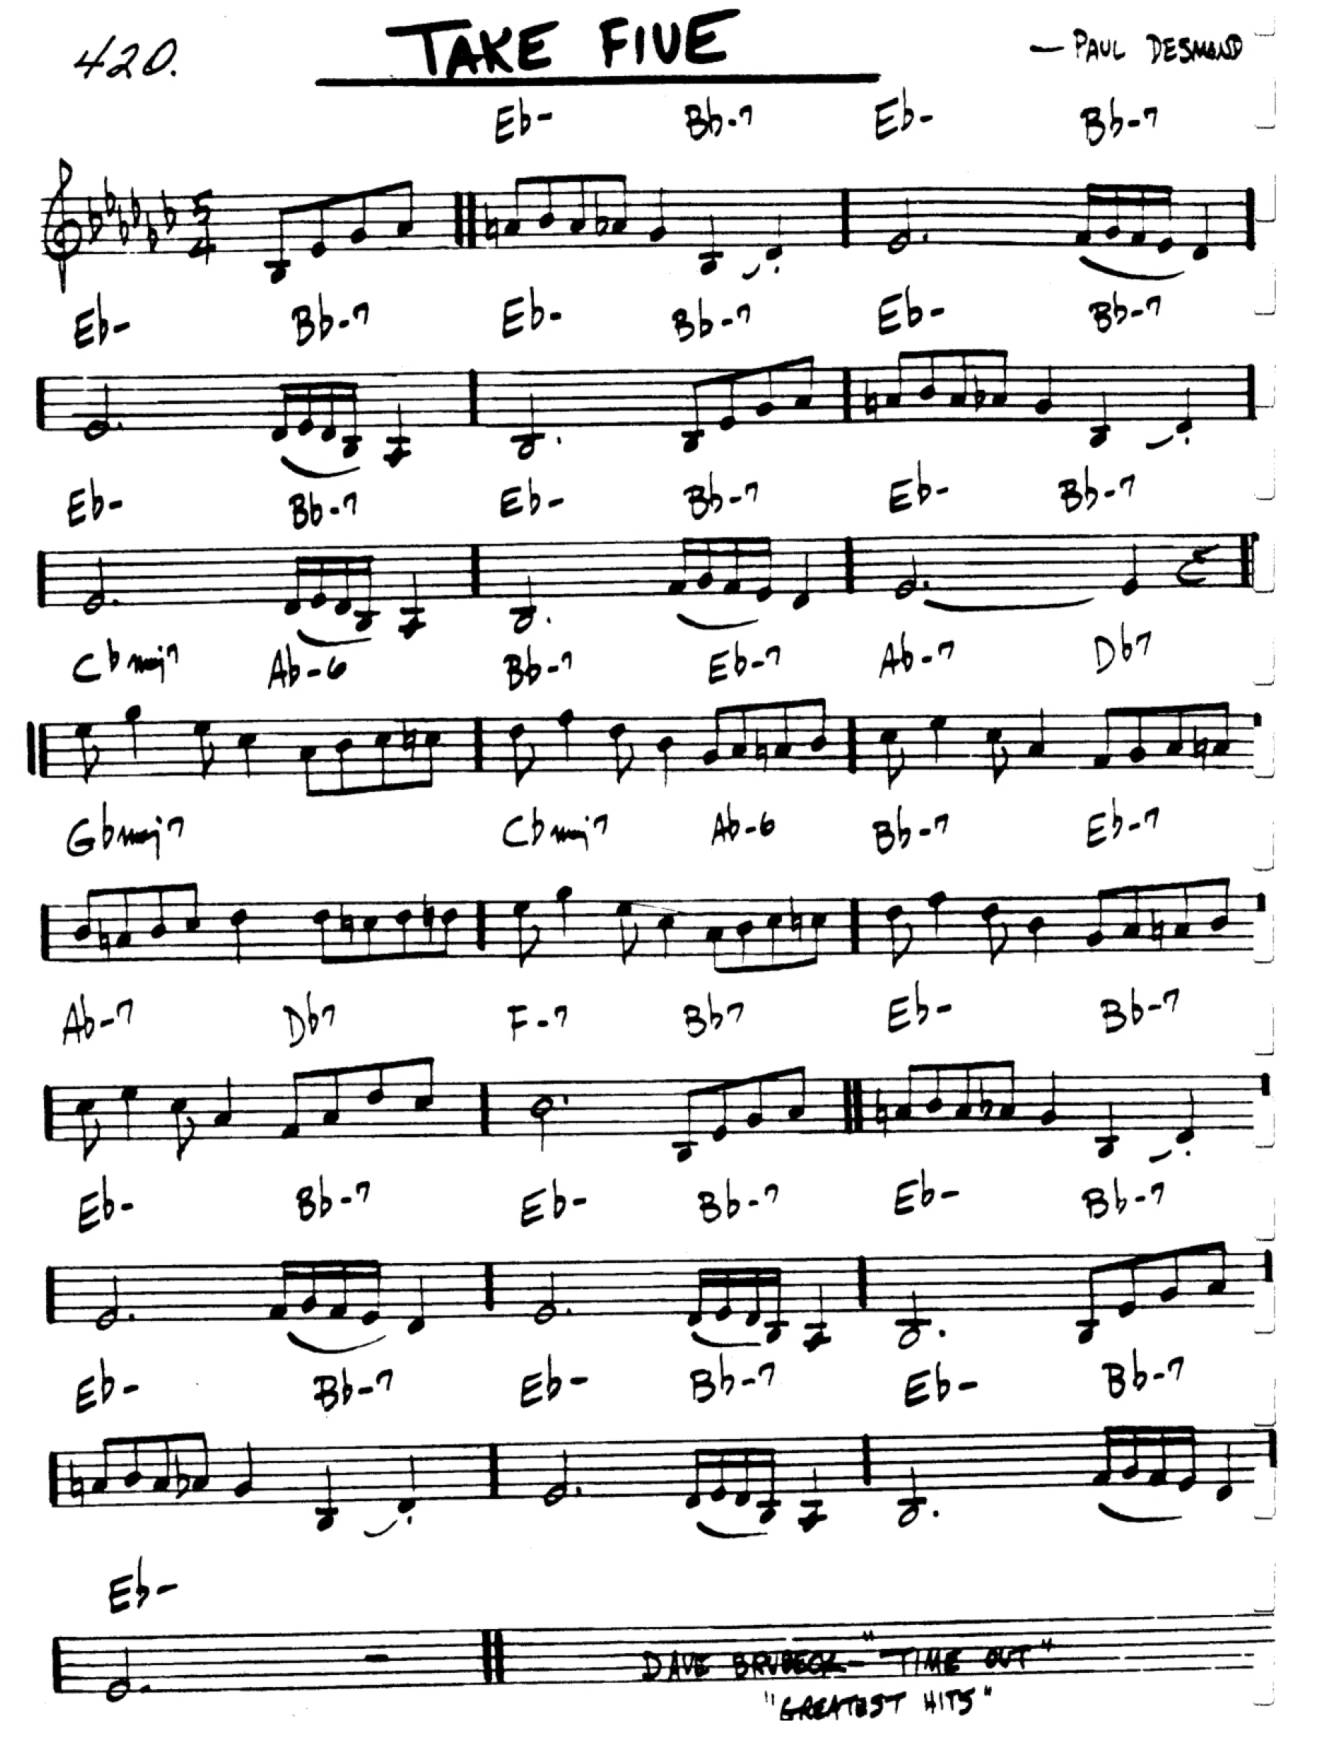 420. TAKE FIVE — PAUL DESMOND
Eb- Bb-7 Eb- Bb-7
5 4
Eb- Bb-7 Eb- Bb-7 Eb- Bb-7
Eb- Bb-7 Eb- Bb-7 Eb- Bb-7
Cbmaj7 Ab-6 Bb-7 Eb-7 Ab-7 Db7
Gbmaj7 Cbmaj7 Ab-6 Bb-7 Eb-7
Ab-7 Db7 F-7 Bb7 Eb- Bb-7
Eb- Bb-7 Eb- Bb-7 Eb- Bb-7
Eb- Bb-7 Eb- Bb-7 Eb- Bb-7
Eb-
DAVE BRUBECK - "TIME OUT"
"GREATEST HITS"